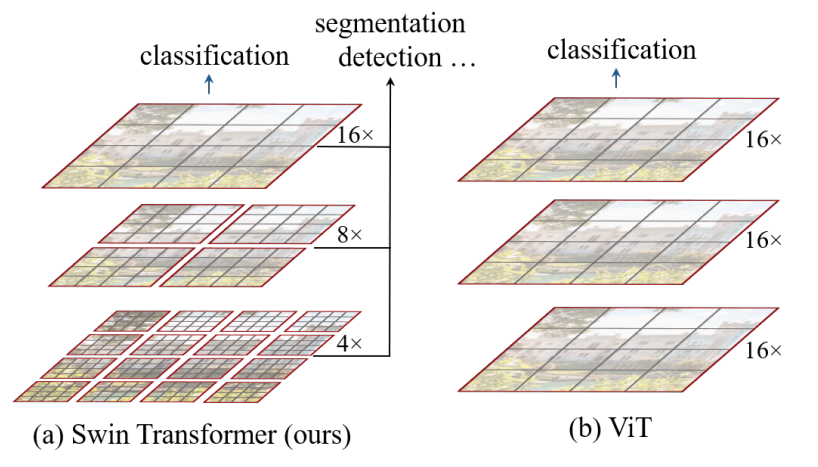 segmentation
classification
detection …
classification
16×
16×
8×
16×
4×
16×
(a) Swin Transformer (ours)
(b) ViT